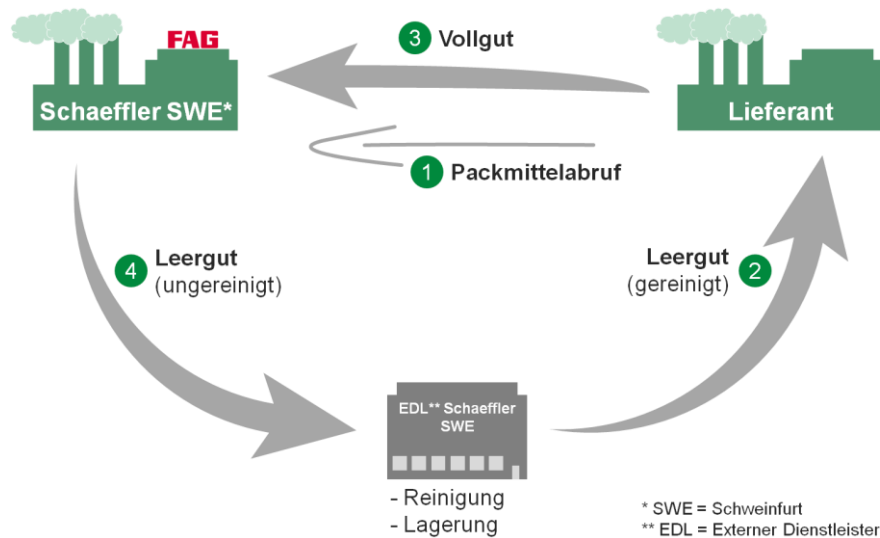 FAG
3 Vollgut
Schaeffler SWE*
Lieferant
1 Packmittelabruf
4 Leergut
(ungereinigt)
Leergut
(gereinigt) 2
EDL** Schaeffler
SWE
- Reinigung
- Lagerung
* SWE = Schweinfurt
** EDL = Externer Dienstleister